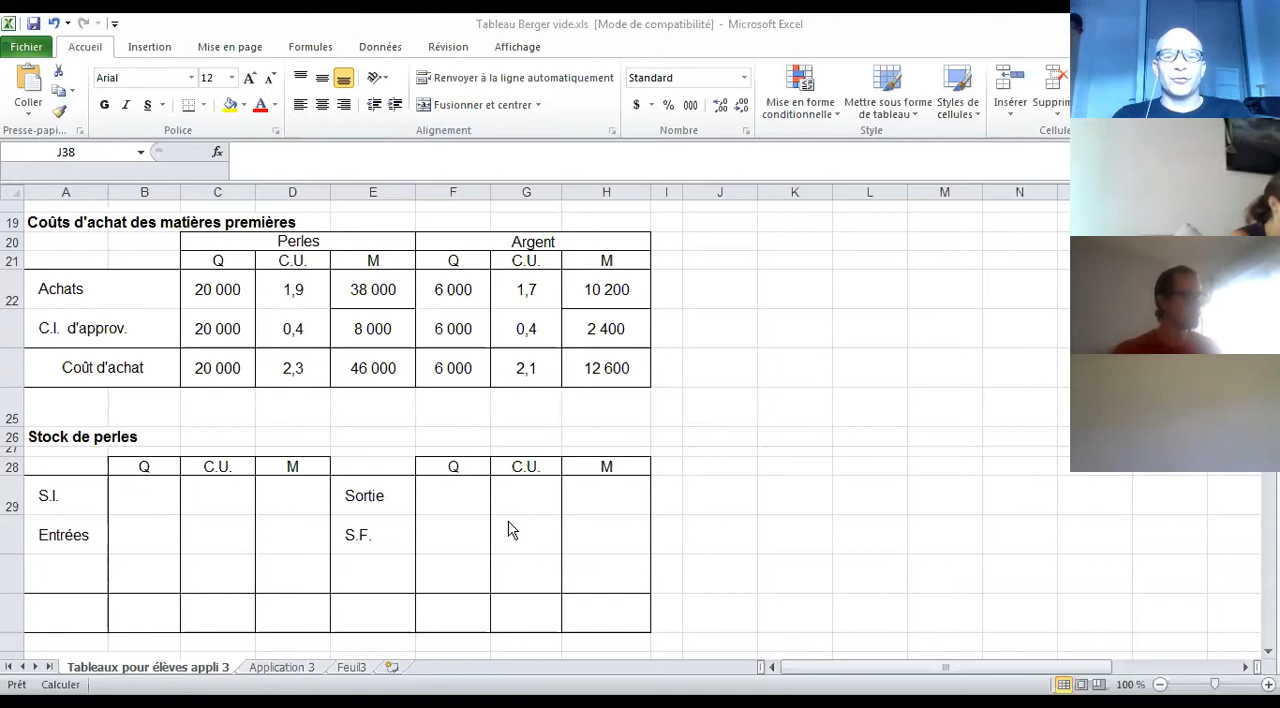 Tableau Berger vide.xls [Mode de compatibilité] - Microsoft Excel
Fichier Accueil Insertion Mise en page Formules Données Révision Affichage
Coller
Arial 12
Renvoyer à la ligne automatiquement
Standard
G I S
Fusionner et centrer
$ % 000
Mise en forme conditionnelle
Mettre sous forme de tableau
Styles de cellules
Insérer
Supprim
Presse-papi... Police Alignement Nombre Style Cellule
J38 fx
A B C D E F G H I J K L M N
19 Coûts d'achat des matières premières
20 Perles Argent
21 Q C.U. M Q C.U. M
22 Achats 20 000 1,9 38 000 6 000 1,7 10 200
C.I. d'approv. 20 000 0,4 8 000 6 000 0,4 2 400
Coût d'achat 20 000 2,3 46 000 6 000 2,1 12 600
25
26 Stock de perles
27
28 Q C.U. M Q C.U. M
29 S.I. Sortie
Entrées S.F.
Tableaux pour élèves appli 3 Application 3 Feuil3
Prêt Calculer 100 %